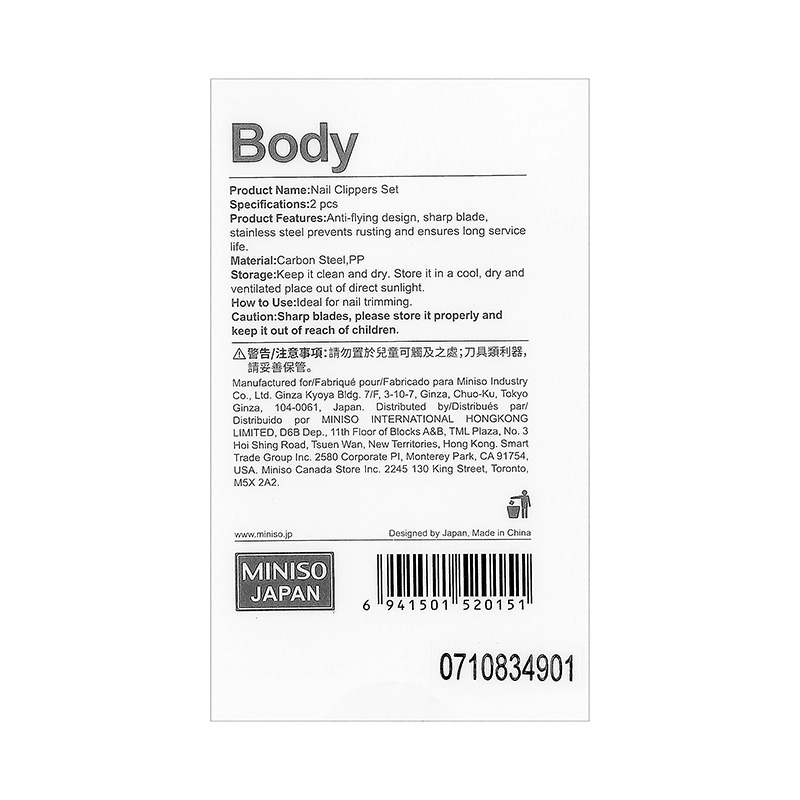 Body
Product Name:Nail Clippers Set
Specifications:2 pcs
Product Features:Anti-flying design, sharp blade,
stainless steel prevents rusting and ensures long service
life.
Material:Carbon Steel,PP
Storage:Keep it clean and dry. Store it in a cool, dry and
ventilated place out of direct sunlight.
How to Use:Ideal for nail trimming.
Caution:Sharp blades, please store it properly and
keep it out of reach of children.
⚠警告/注意事項:請勿置於兒童可觸及之處;刀具類利器,
請妥善保管。
Manufactured for/Fabriqué pour/Fabricado para Miniso Industry
Co., Ltd. Ginza Kyoya Bldg. 7/F, 3-10-7, Ginza, Chuo-Ku, Tokyo
Ginza, 104-0061, Japan. Distributed by/Distribués par/
Distribuido por MINISO INTERNATIONAL HONGKONG
LIMITED, D6B Dep., 11th Floor of Blocks A&B, TML Plaza, No. 3
Hoi Shing Road, Tsuen Wan, New Territories, Hong Kong. Smart
Trade Group Inc. 2580 Corporate Pl, Monterey Park, CA 91754,
USA. Miniso Canada Store Inc. 2245 130 King Street, Toronto,
M5X 2A2.
www.miniso.jp Designed by Japan, Made in China
MINISO
JAPAN
6 941501 520151
0710834901